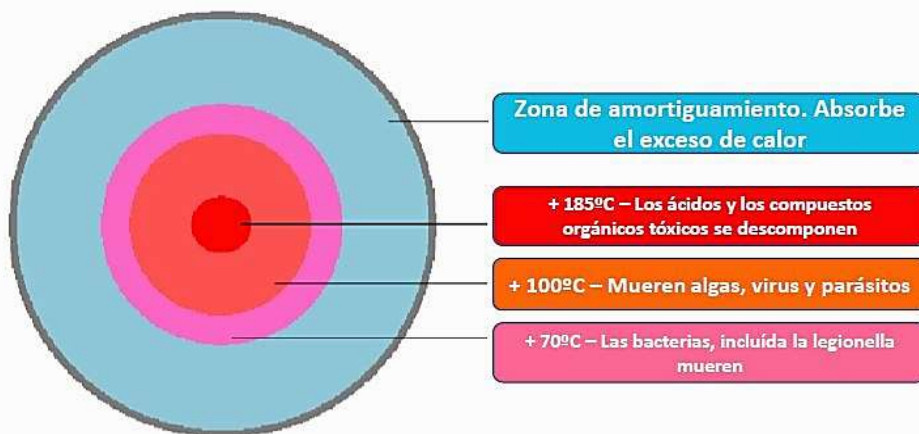 Zona de amortiguamiento. Absorbe
el exceso de calor
+ 185ºC – Los ácidos y los compuestos
orgánicos tóxicos se descomponen
+ 100ºC – Mueren algas, virus y parásitos
+ 70ºC – Las bacterias, incluída la legionella
mueren